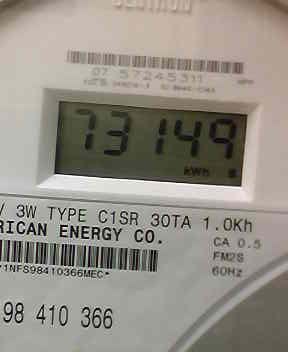 07 57245311
73149
kWh
/ 3W TYPE C1SR 30TA 1.0Kh
RICAN ENERGY CO.
CA 0.5
FM2S
60Hz
*1NFS98410366MEC*
98 410 366